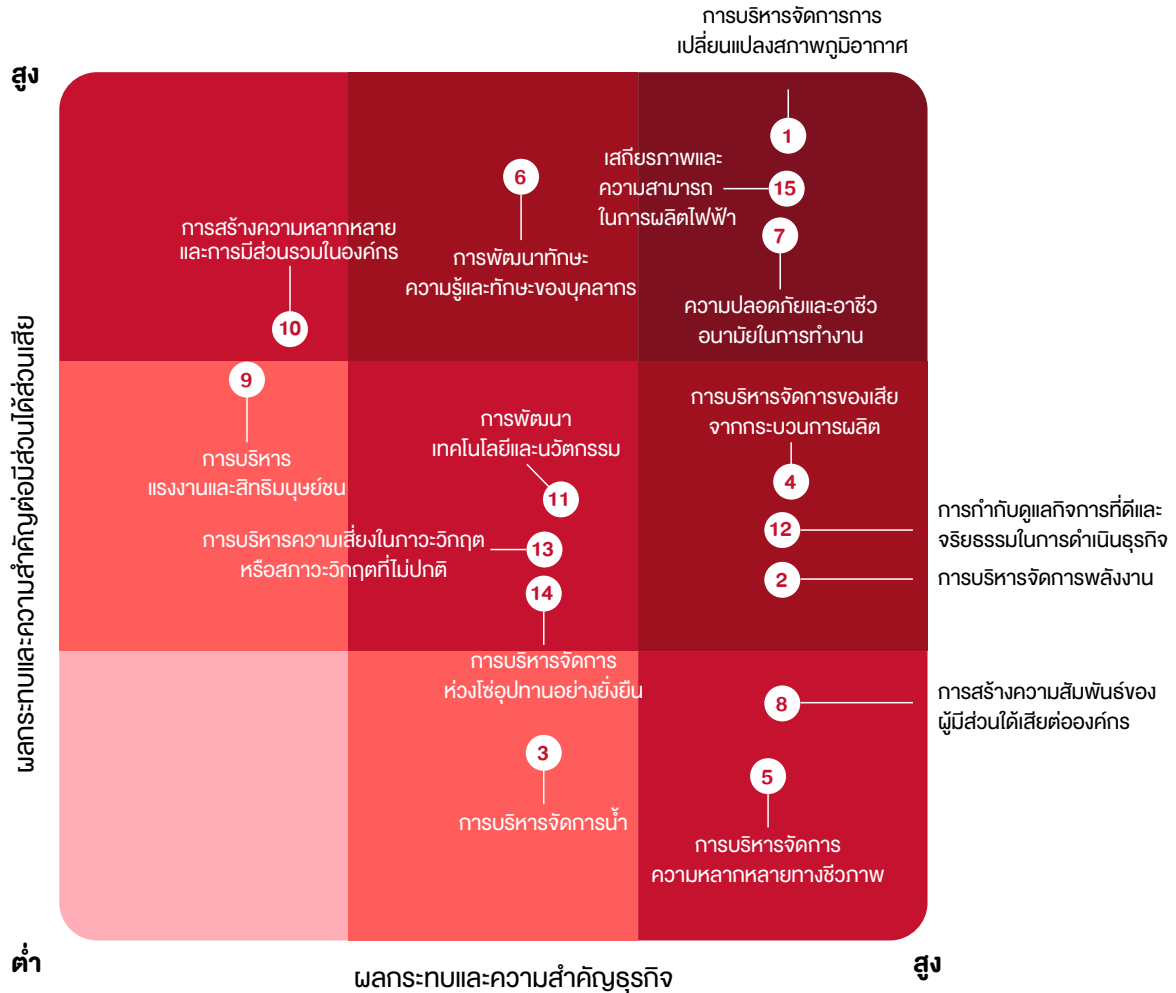 การบริหารจัดการการ
เปลี่ยนแปลงสภาพภูมิอากาศ
สูง
1
เสถียรภาพและ
ความสามารถ
ในการผลิตไฟฟ้า
15
6
7
การสร้างความหลากหลาย
และการมีส่วนรวมในองค์กร
การพัฒนาทักษะ
ความรู้และทักษะของบุคลากร
ความปลอดภัยและอาชีว
อนามัยในการทำงาน
10
9
การบริหาร
แรงงานและสิทธิมนุษย์ชน
การพัฒนา
เทคโนโลยีและนวัตกรรม
11
การบริหารจัดการของเสีย
จากกระบวนการผลิต
4
การบริหารความเสี่ยงในภาวะวิกฤต
หรือสภาวะวิกฤตที่ไม่ปกติ
13
12
การกำกับดูแลกิจการที่ดีและ
จริยธรรมในการดำเนินธุรกิจ
14
2
การบริหารจัดการพลังงาน
การบริหารจัดการ
ห่วงโซ่อุปทานอย่างยั่งยืน
8
การสร้างความสัมพันธ์ของ
ผู้มีส่วนใด้เสียต่อองค์กร
3
การบริหารจัดการน้ำ
5
การบริหารจัดการ
ความหลากหลายทางชีวภาพ
ผลกระทบและความสำคัญต่อมีส่วนได้ส่วนเสีย
ต่ำ
ผลกระทบและความสำคัญธุรกิจ
สูง